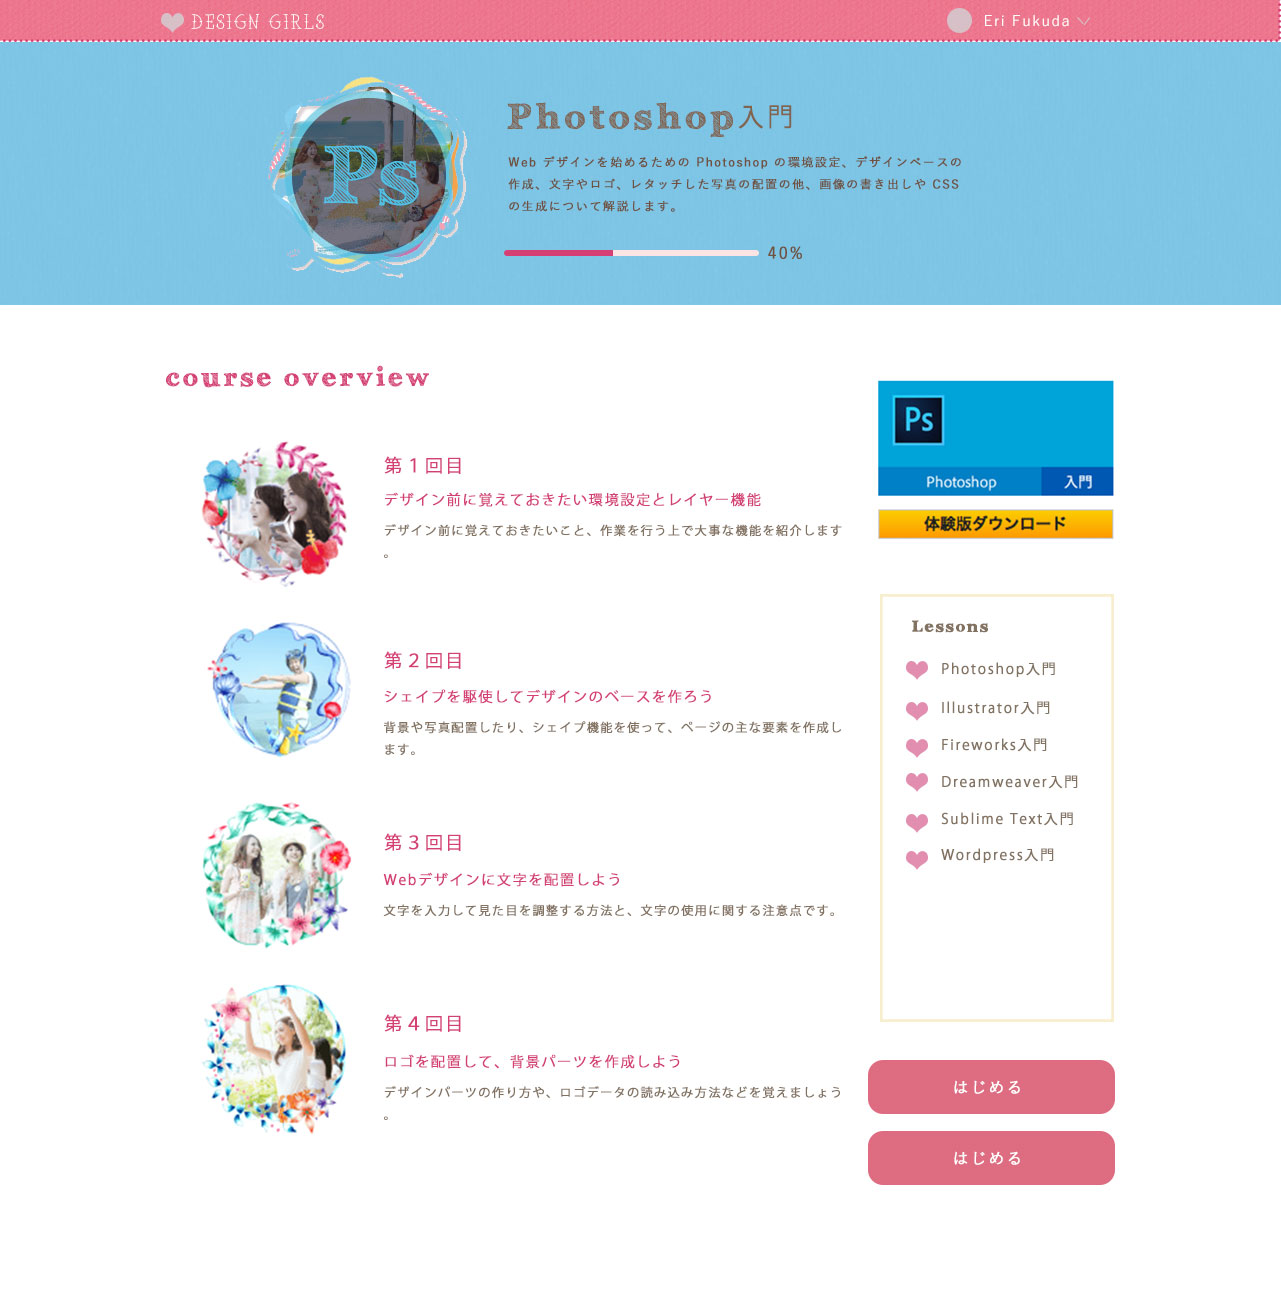 DESIGN GIRLS
Eri Fukuda
Ps
Photoshop入門
Web デザインを始めるための Photoshop の環境設定、デザインベースの
作成、文字やロゴ、レタッチした写真の配置の他、画像の書き出しや CSS
の生成について解説します。
40%
course overview
第１回目
デザイン前に覚えておきたい環境設定とレイヤー機能
デザイン前に覚えておきたいこと、作業を行う上で大事な機能を紹介します
。
第２回目
シェイプを駆使してデザインのベースを作ろう
背景や写真配置したり、シェイプ機能を使って、ページの主な要素を作成し
ます。
第３回目
Webデザインに文字を配置しよう
文字を入力して見た目を調整する方法と、文字の使用に関する注意点です。
第４回目
ロゴを配置して、背景パーツを作成しよう
デザインパーツの作り方や、ロゴデータの読み込み方法などを覚えましょう
。
Ps
Photoshop 入門
体験版ダウンロード
Lessons
Photoshop入門
Illustrator入門
Fireworks入門
Dreamweaver入門
Sublime Text入門
Wordpress入門
はじめる
はじめる